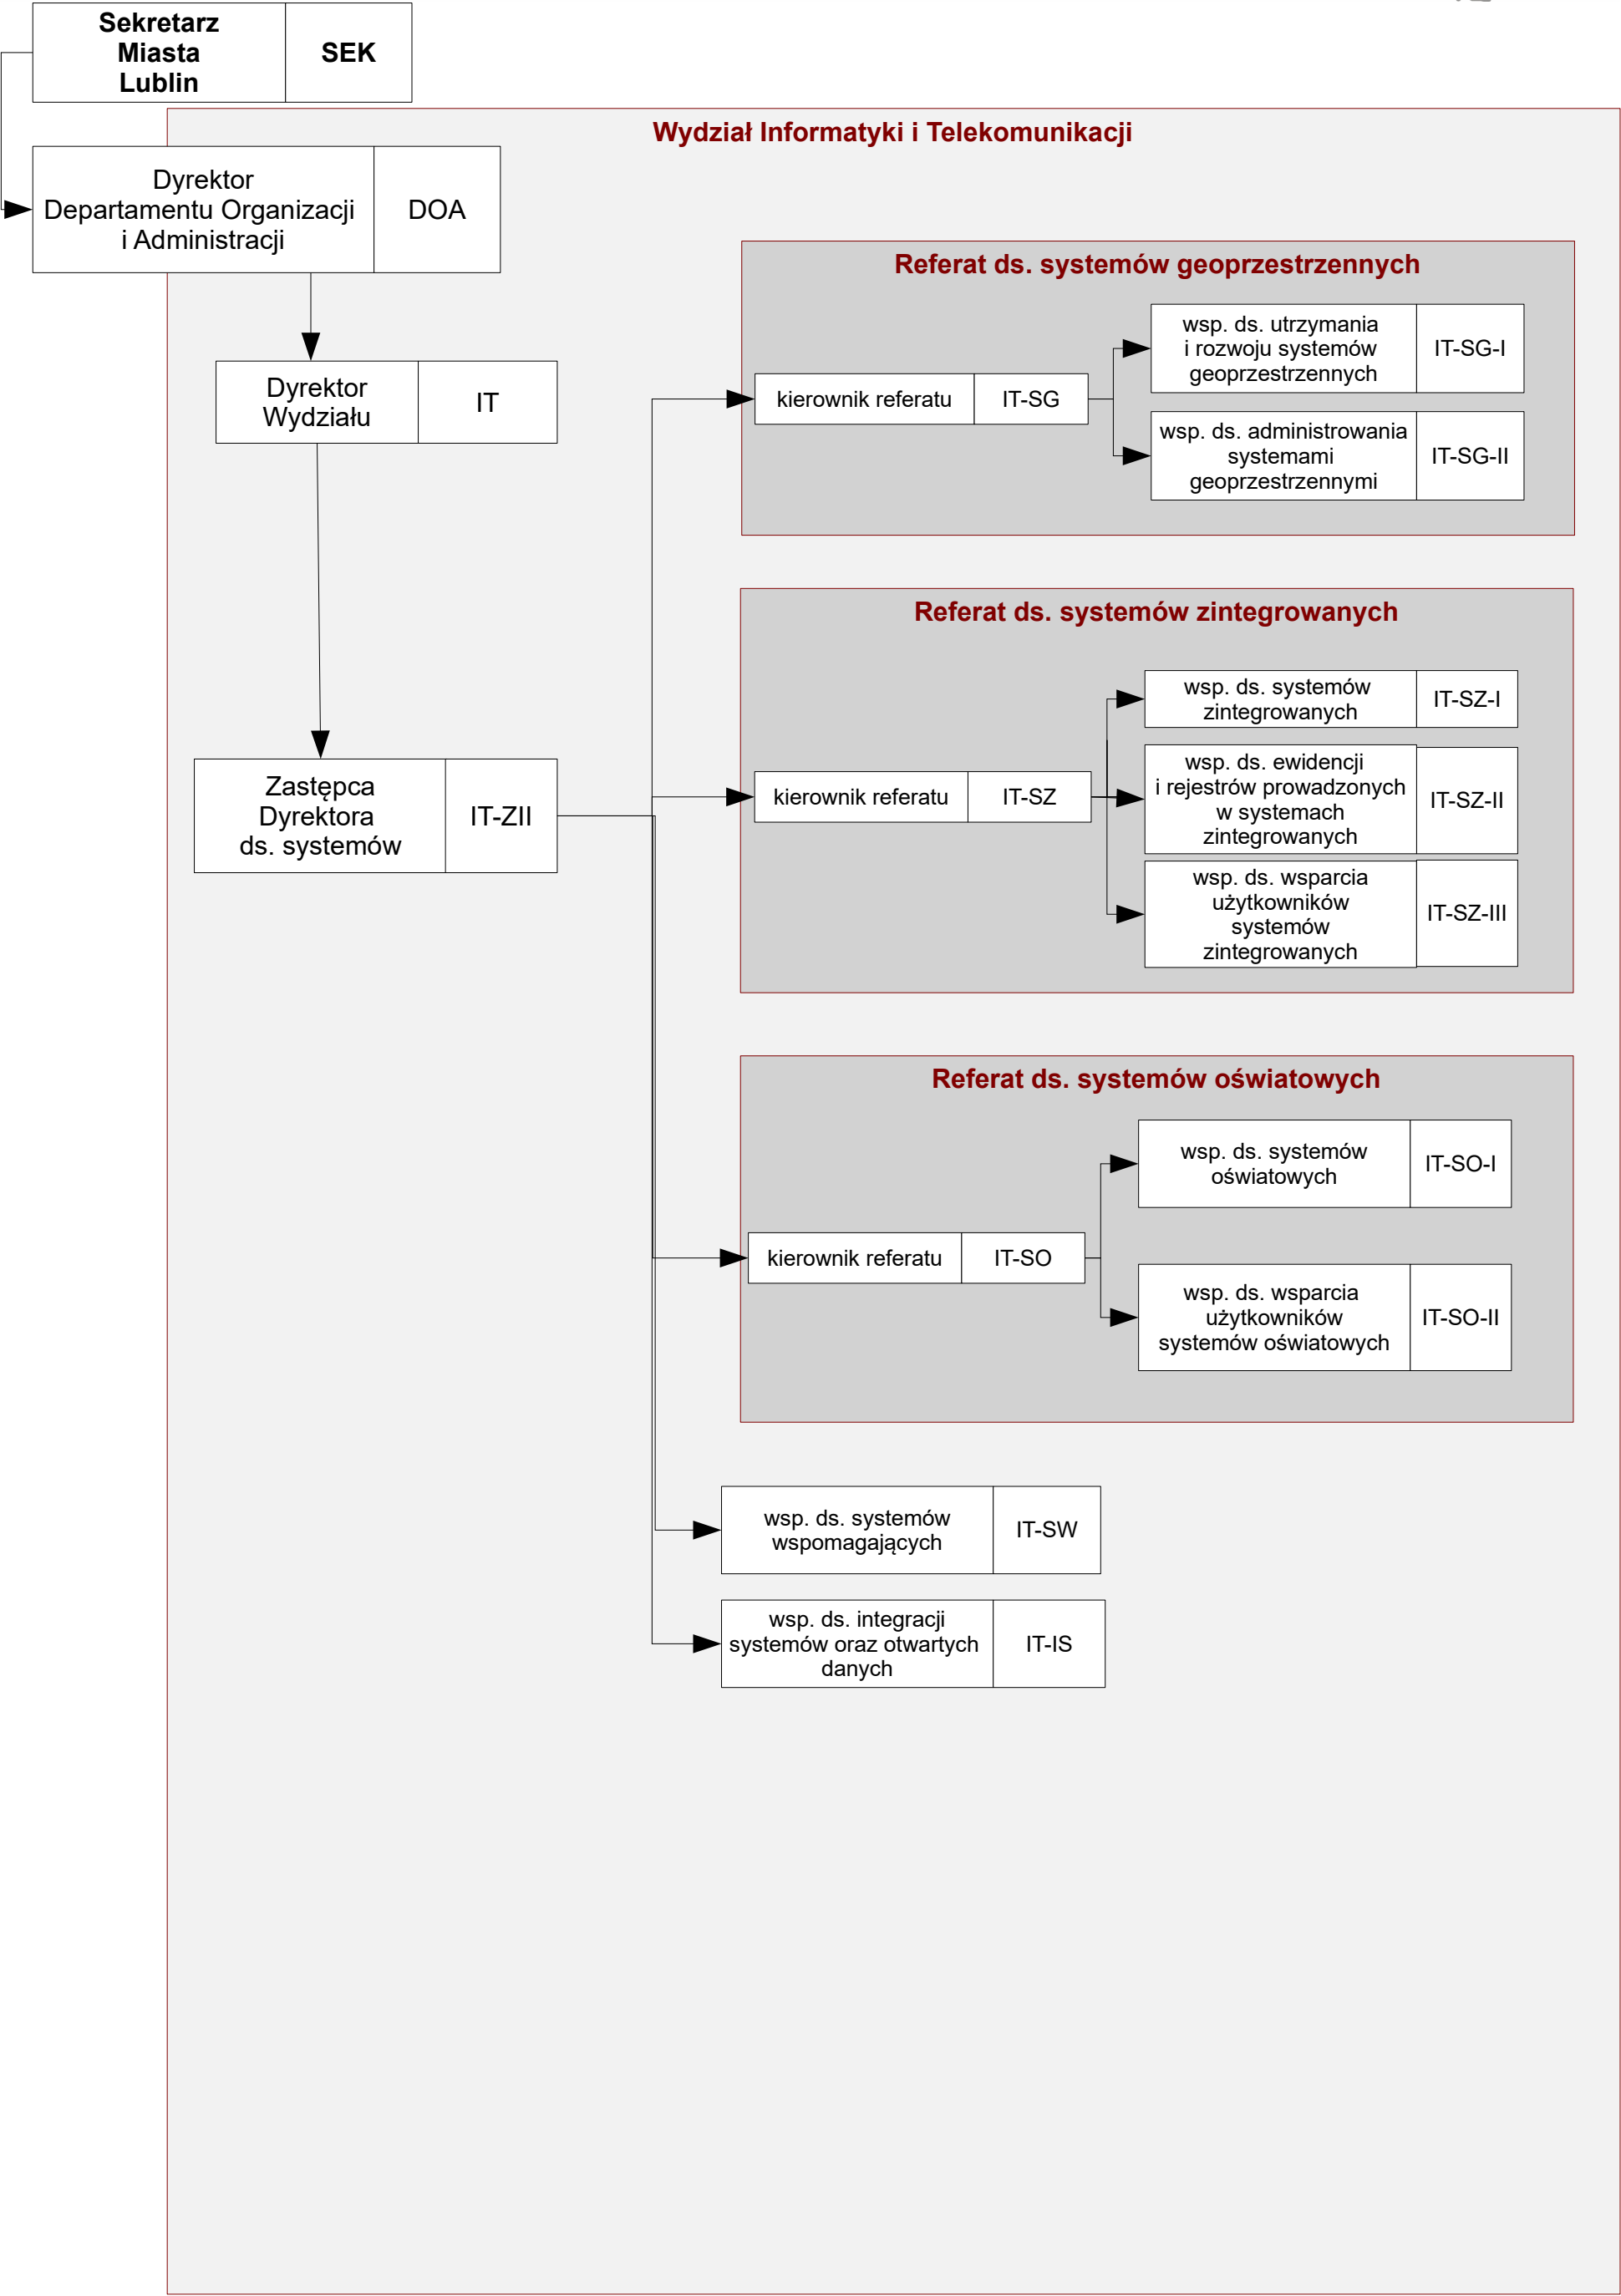 Sekretarz
Miasta
Lublin
SEK
Wydział Informatyki i Telekomunikacji
Dyrektor
Departamentu Organizacji
i Administracji
DOA
Referat ds. systemów geoprzestrzennych
wsp. ds. utrzymania
i rozwoju systemów
geoprzestrzennych
IT-SG-I
Dyrektor
Wydziału
IT
kierownik referatu
IT-SG
wsp. ds. administrowania
systemami
geoprzestrzennymi
IT-SG-II
Referat ds. systemów zintegrowanych
wsp. ds. systemów
zintegrowanych
IT-SZ-I
Zastępca
Dyrektora
ds. systemów
IT-ZII
kierownik referatu
IT-SZ
wsp. ds. ewidencji
i rejestrów prowadzonych
w systemach
zintegrowanych
IT-SZ-II
wsp. ds. wsparcia
użytkowników
systemów
zintegrowanych
IT-SZ-III
Referat ds. systemów oświatowych
wsp. ds. systemów
oświatowych
IT-SO-I
kierownik referatu
IT-SO
wsp. ds. wsparcia
użytkowników
systemów oświatowych
IT-SO-II
wsp. ds. systemów
wspomagających
IT-SW
wsp. ds. integracji
systemów oraz otwartych
danych
IT-IS